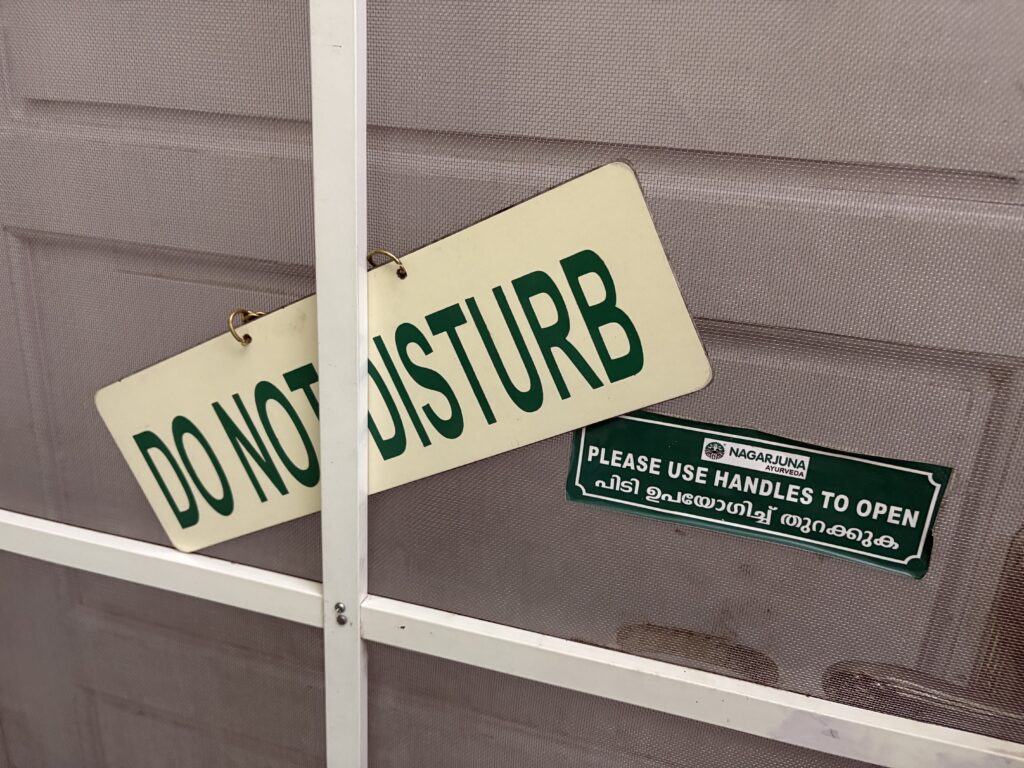 DO NOT DISTURB
NAGARJUNA
AYURVEDA
PLEASE USE HANDLES TO OPEN
പിടി ഉപയോഗിച്ച് തുറക്കുക